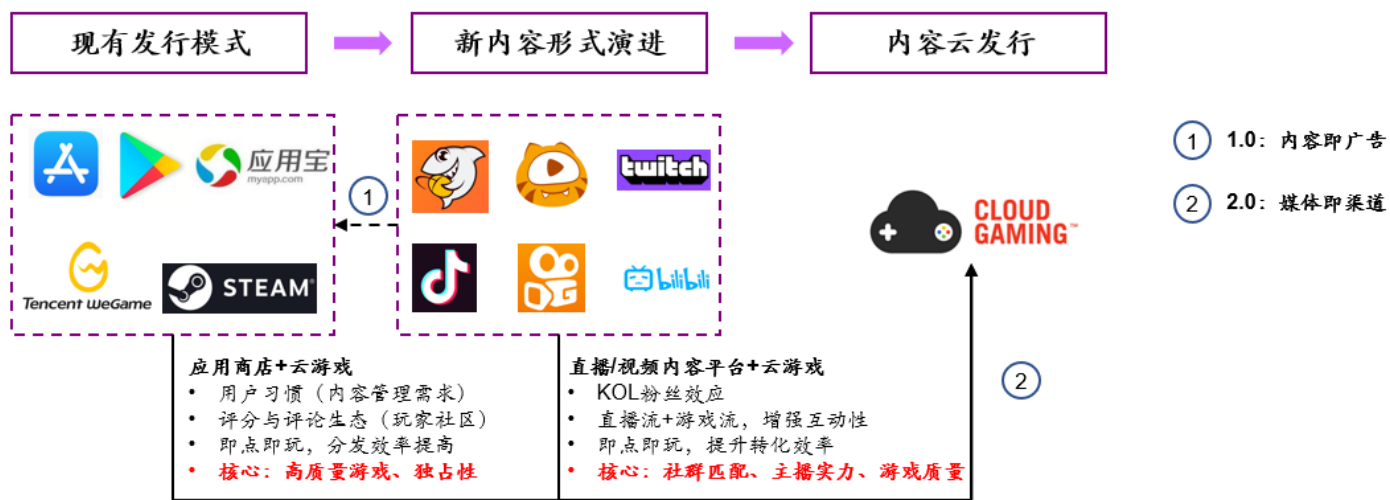 现有发行模式
新内容形式演进
内容云发行
应用宝
myapp.com
twitch
Tencent WeGame
STEAM
bilibili
1
CLOUD
GAMING™
1 1.0：内容即广告
2 2.0：媒体即渠道
应用商店+云游戏
• 用户习惯（内容管理需求）
• 评分与评论生态（玩家社区）
• 即点即玩，分发效率提高
• 核心：高质量游戏、独占性
直播/视频内容平台+云游戏
• KOL粉丝效应
• 直播流+游戏流，增强互动性
• 即点即玩，提升转化效率
• 核心：社群匹配、主播实力、游戏质量
2